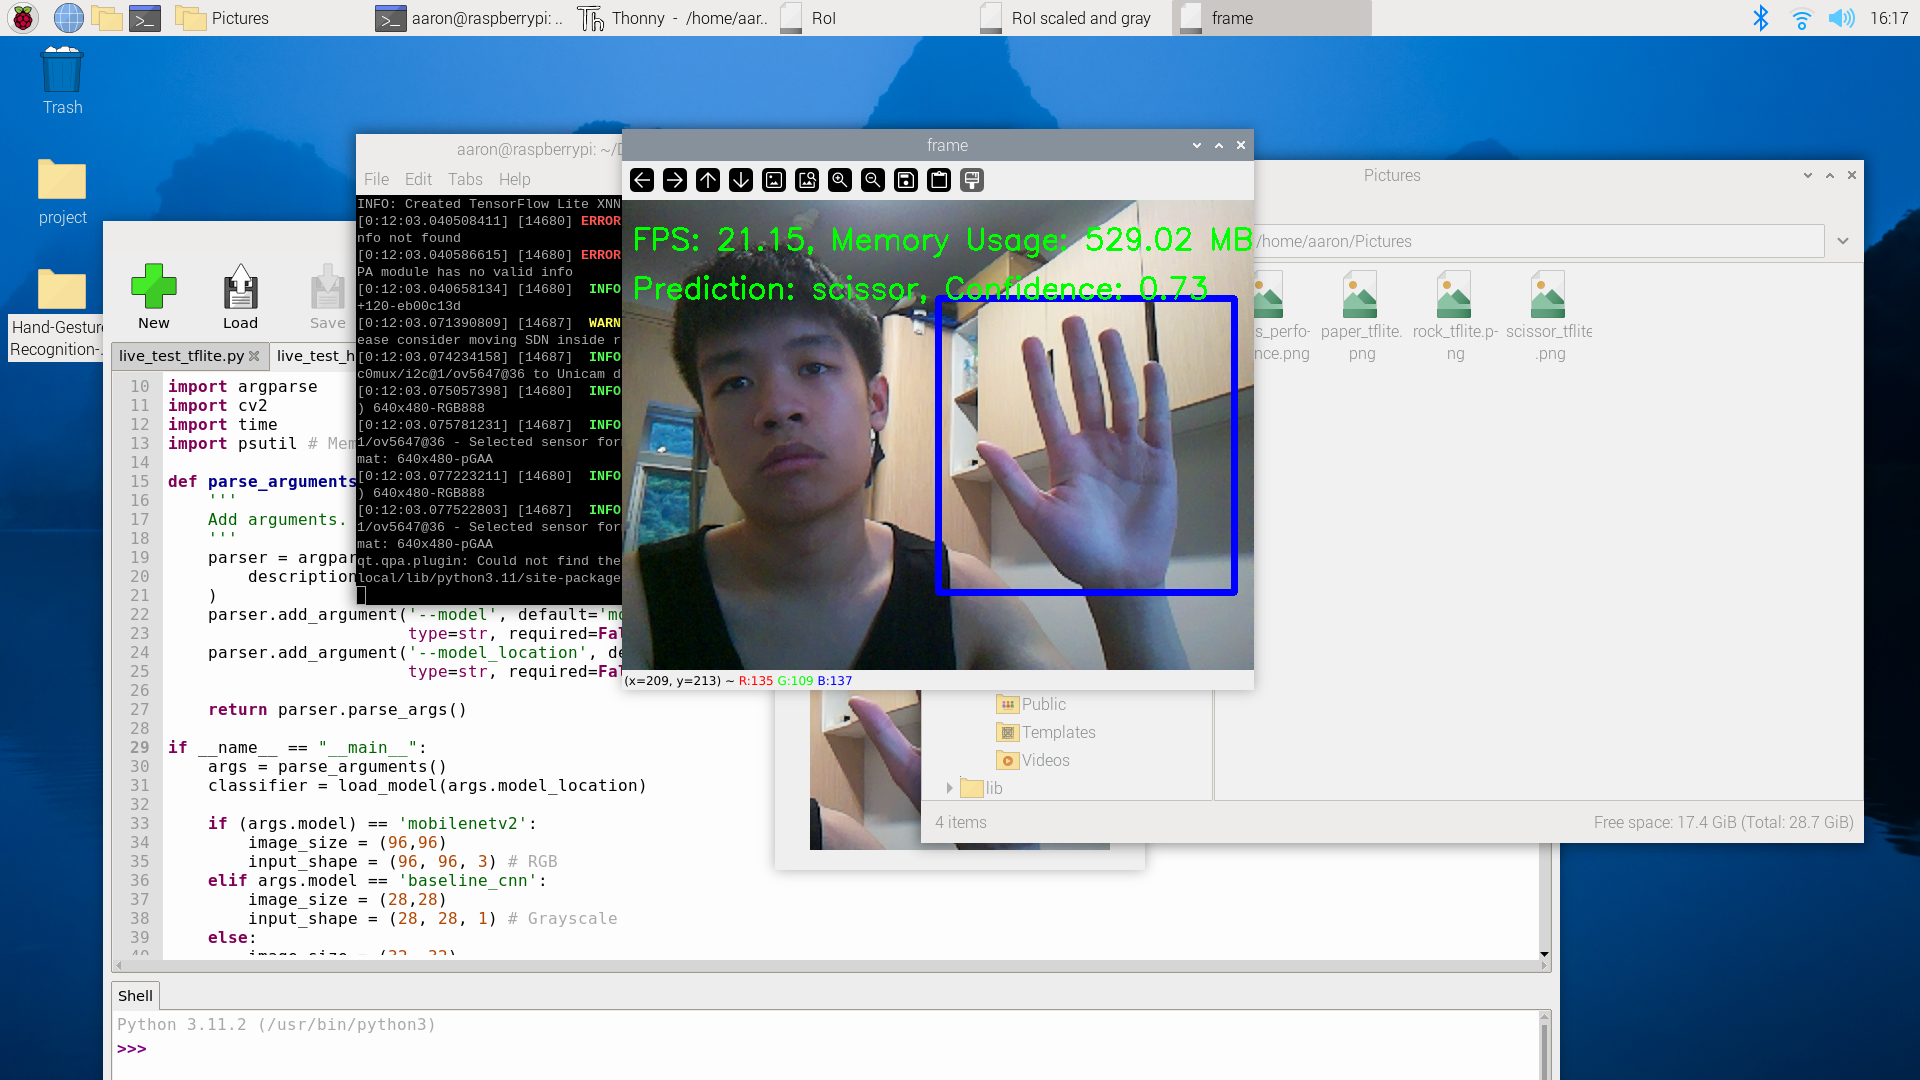 Pictures
aaron@raspberrypi: ..
Thonny - /home/aar..
RoI
RoI scaled and gray
frame
16:17
Trash
project
Hand-Gesture
Recognition-..
aaron@raspberrypi: ~/D
File Edit Tabs Help
INFO: Created TensorFlow Lite XNN
[0:12:03.040508411] [14680] ERROR
nfo not found
[0:12:03.040586615] [14680] ERROR
PA module has no valid info
[0:12:03.040658134] [14680] INFO
+120-eb00c13d
[0:12:03.071390809] [14687] WARN
ease consider moving SDN inside r
[0:12:03.074234158] [14687] INFO
c0mux/i2c@1/ov5647@36 to Unicam d
[0:12:03.075057398] [14680] INFO
) 640x480-RGB888
[0:12:03.075781231] [14687] INFO
1/ov5647@36 - Selected sensor for
mat: 640x480-pGAA
[0:12:03.077223211] [14680] INFO
) 640x480-RGB888
[0:12:03.077522803] [14687] INFO
1/ov5647@36 - Selected sensor for
mat: 640x480-pGAA
qt.qpa.plugin: Could not find the
local/lib/python3.11/site-package
frame
FPS: 21.15, Memory Usage: 529.02 MB
Prediction: scissor, Confidence: 0.73
(x=209, y=213) ~ R:135 G:109 B:137
Pictures
/home/aaron/Pictures
s_perfo-
nce.png
paper_tflite.
png
rock_tflite.p-
ng
scissor_tflite
.png
Public
Templates
Videos
lib
4 items
Free space: 17.4 GiB (Total: 28.7 GiB)
New
Load
Save
live_test_tflite.py
live_test_h
10 import argparse
11 import cv2
12 import time
13 import psutil # Mem
14
15 def parse_arguments
16 '''
17 Add arguments.
18 '''
19 parser = argpar
20 description
21 )
22 parser.add_argument('--model', default='mo
23 type=str, required=Fal
24 parser.add_argument('--model_location', de
25 type=str, required=Fal
26
27 return parser.parse_args()
28
29 if __name__ == "__main__":
30 args = parse_arguments()
31 classifier = load_model(args.model_location)
32
33 if (args.model) == 'mobilenetv2':
34 image_size = (96,96)
35 input_shape = (96, 96, 3) # RGB
36 elif args.model == 'baseline_cnn':
37 image_size = (28,28)
38 input_shape = (28, 28, 1) # Grayscale
39 else:
40 image_size = (32, 32)
Shell
Python 3.11.2 (/usr/bin/python3)
>>>